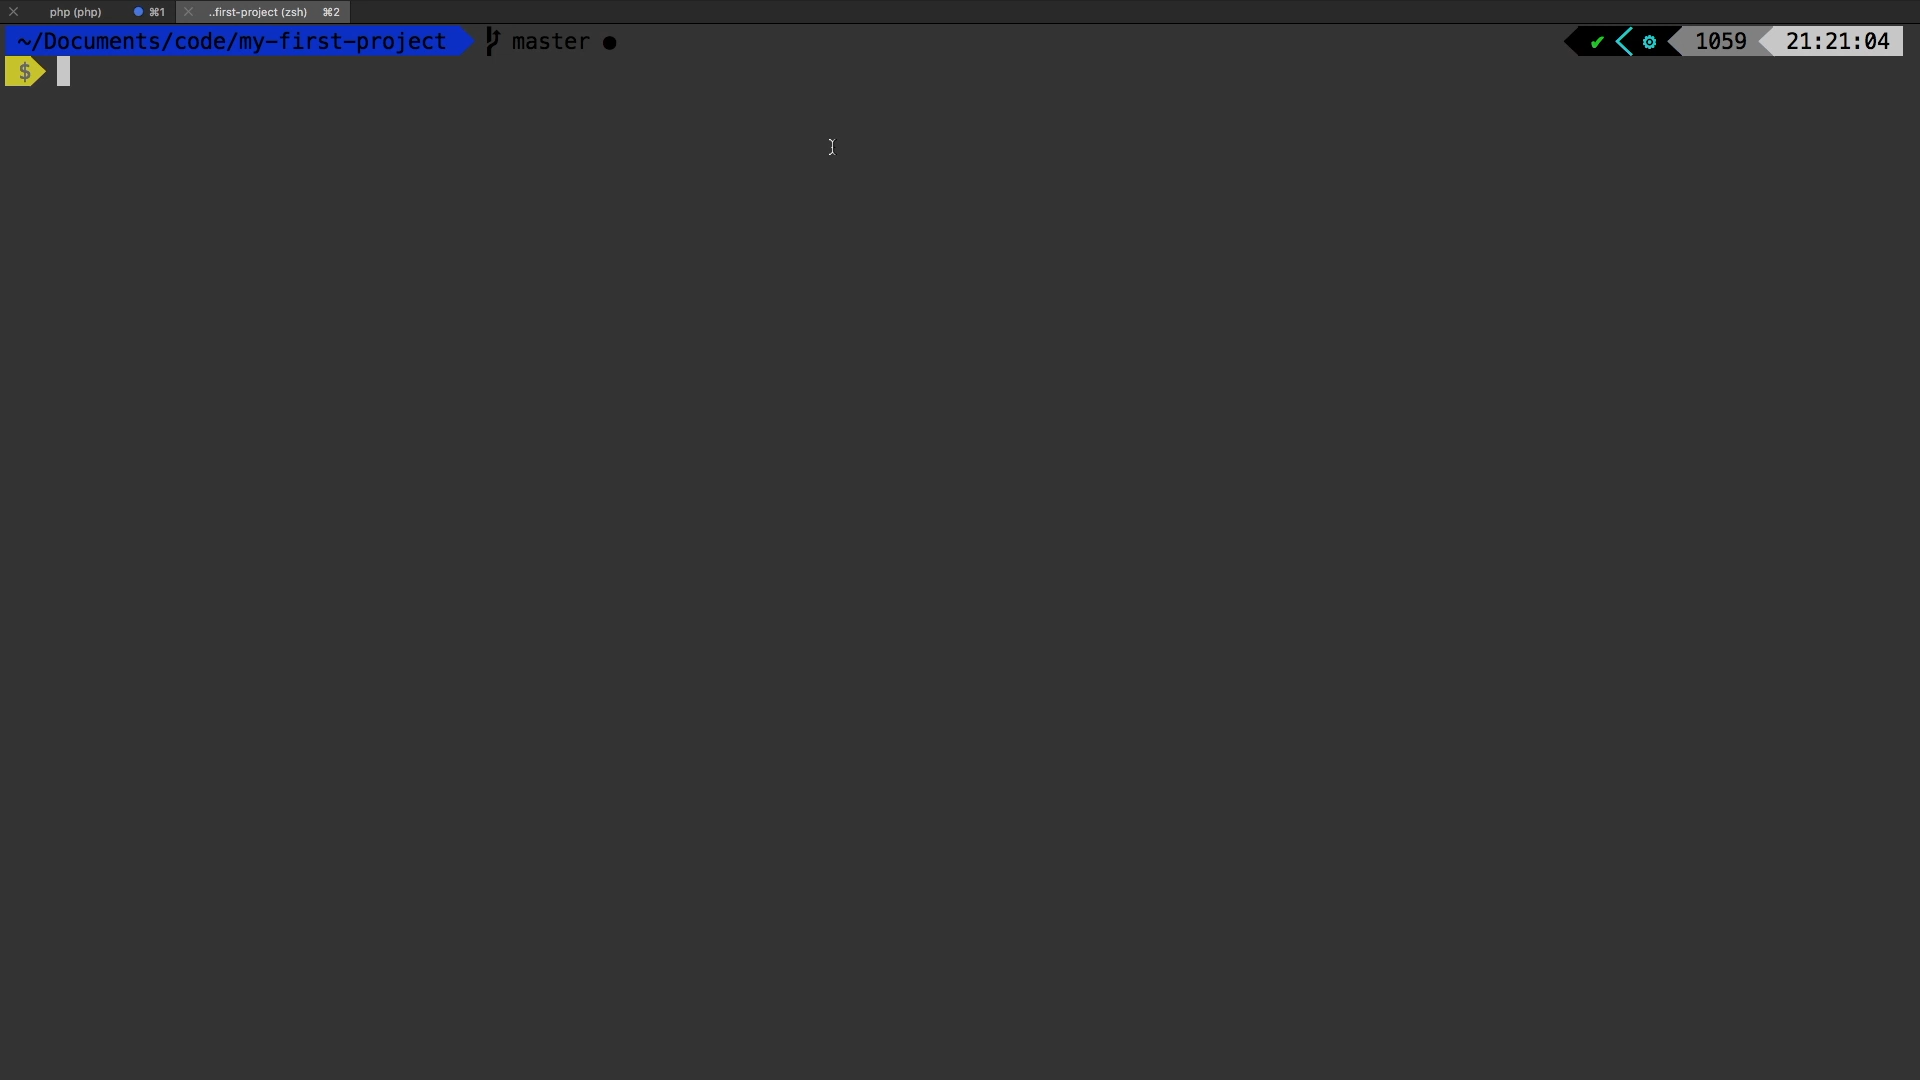 php (php) ⌘1 ..first-project (zsh) ⌘2
~/Documents/code/my-first-project master ● ✔ 1059 21:21:04
$